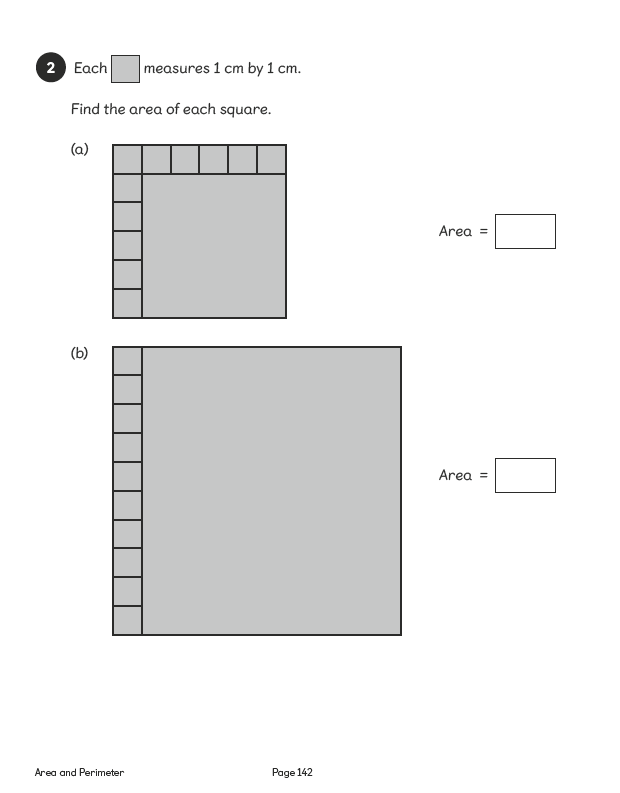 2 Each measures 1 cm by 1 cm.
Find the area of each square.
(a)
Area =
(b)
Area =
Area and Perimeter Page 142